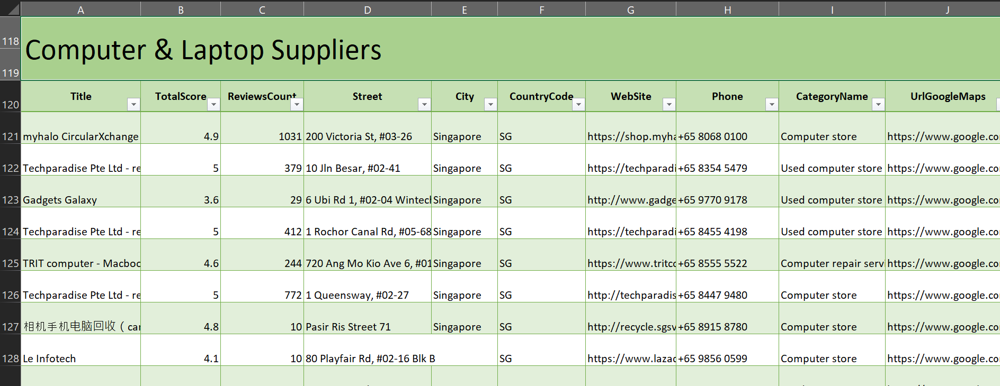 A B C D E F G H I J
118
Computer & Laptop Suppliers
119
120 Title TotalScore ReviewsCount Street City CountryCode WebSite Phone CategoryName UrlGoogleMaps
121 myhalo CircularXchange 4.9 1031 200 Victoria St, #03-26 Singapore SG https://shop.myha +65 8068 0100 Computer store https://www.google.co
122 Techparadise Pte Ltd - re 5 379 10 Jln Besar, #02-41 Singapore SG https://techparadi +65 8354 5479 Used computer store https://www.google.co
123 Gadgets Galaxy 3.6 29 6 Ubi Rd 1, #02-04 Wintech Singapore SG http://www.gadge +65 9770 9178 Used computer store https://www.google.co
124 Techparadise Pte Ltd - re 5 412 1 Rochor Canal Rd, #05-68 Singapore SG https://techparadi +65 8455 4198 Used computer store https://www.google.co
125 TRIT computer - Macboo 4.6 244 720 Ang Mo Kio Ave 6, #01 Singapore SG https://www.tritco +65 8555 5522 Computer repair servi https://www.google.co
126 Techparadise Pte Ltd - re 5 772 1 Queensway, #02-27 Singapore SG http://techparadis +65 8447 9480 Computer store https://www.google.co
127 相机手机电脑回收（car 4.8 10 Pasir Ris Street 71 Singapore SG http://recycle.sgsv +65 8915 8780 Computer store https://www.google.co
128 Le Infotech 4.1 10 80 Playfair Rd, #02-16 Blk B SG https://www.lazad +65 9856 0599 Computer store https://www.google.co